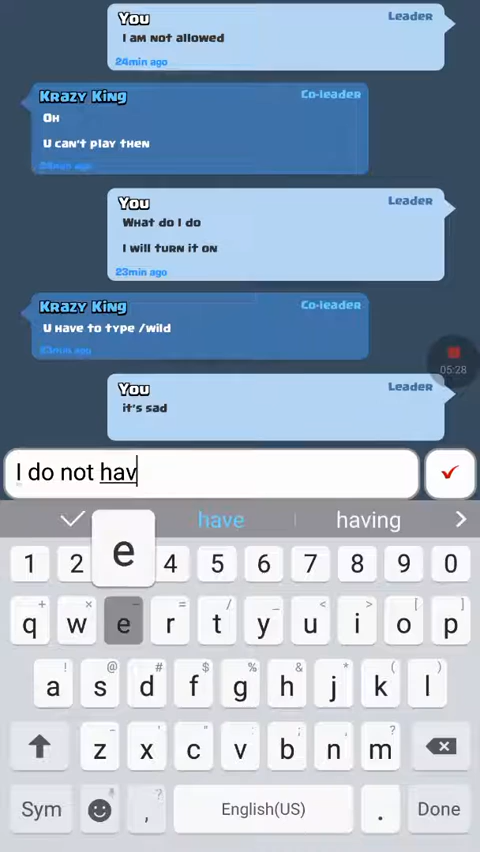 You Leader
I am not allowed
24min ago
Krazy King Co-leader
Oh
U can't play then
You Leader
What do I do
I will turn it on
23min ago
Krazy King Co-leader
U have to type /wild
23min ago
05:28
You Leader
it's sad
I do not hav
have having
e
1 2 4 5 6 7 8 9 0
q w e r t y u i o p
a s d f g h j k l
z x c v b n m
Sym , English(US) . Done